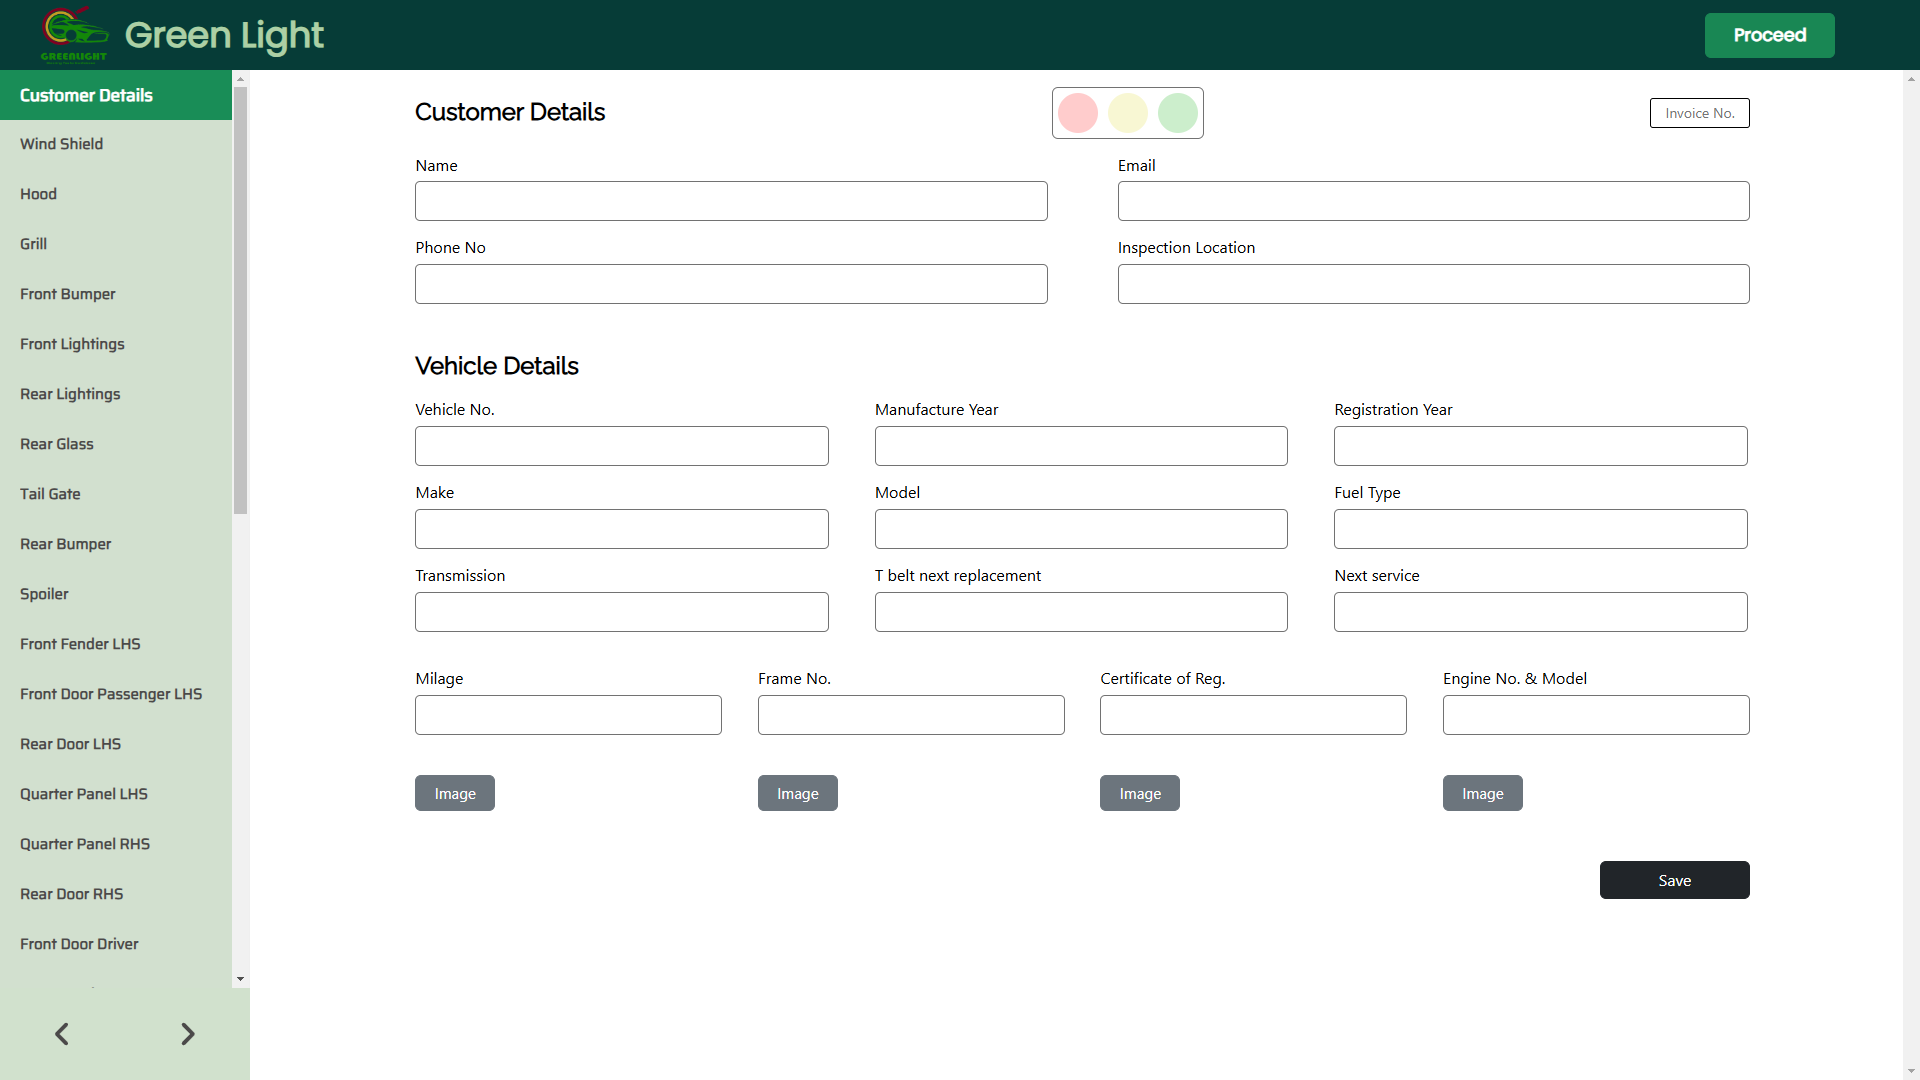 GREENLIGHT
Green Light
Proceed
Customer Details
Wind Shield
Hood
Grill
Front Bumper
Front Lightings
Rear Lightings
Rear Glass
Tail Gate
Rear Bumper
Spoiler
Front Fender LHS
Front Door Passenger LHS
Rear Door LHS
Quarter Panel LHS
Quarter Panel RHS
Rear Door RHS
Front Door Driver
Customer Details
Invoice No.
Name
Email
Phone No
Inspection Location
Vehicle Details
Vehicle No.
Manufacture Year
Registration Year
Make
Model
Fuel Type
Transmission
T belt next replacement
Next service
Milage
Frame No.
Certificate of Reg.
Engine No. & Model
Image
Image
Image
Image
Save